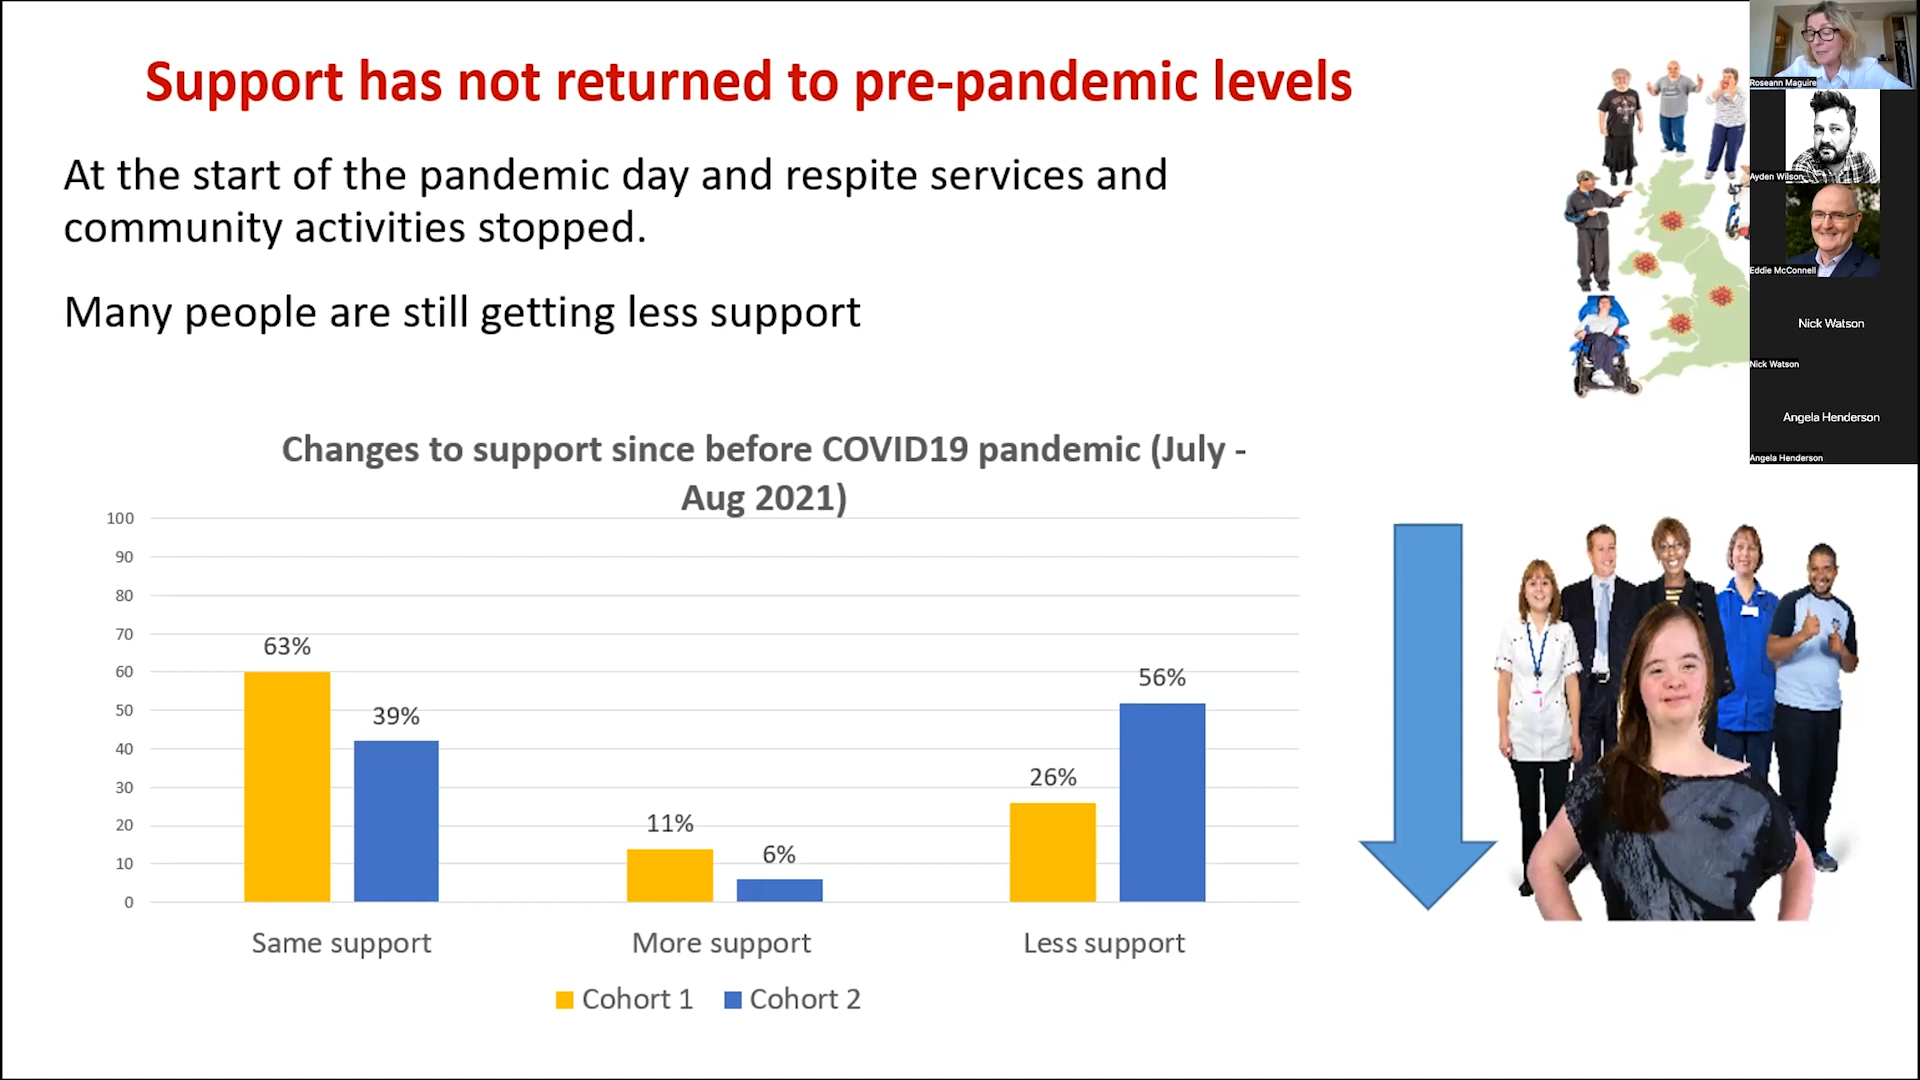 Support has not returned to pre-pandemic levels
At the start of the pandemic day and respite services and
community activities stopped.
Many people are still getting less support
Changes to support since before COVID19 pandemic (July -
Aug 2021)
100
90
80
70
60
50
40
30
20
10
0
63%
39%
11%
6%
26%
56%
Same support
More support
Less support
Cohort 1
Cohort 2
Roseann Maguire
Ayden Wilson
Eddie McConnell
Nick Watson
Nick Watson
Angela Henderson
Angela Henderson